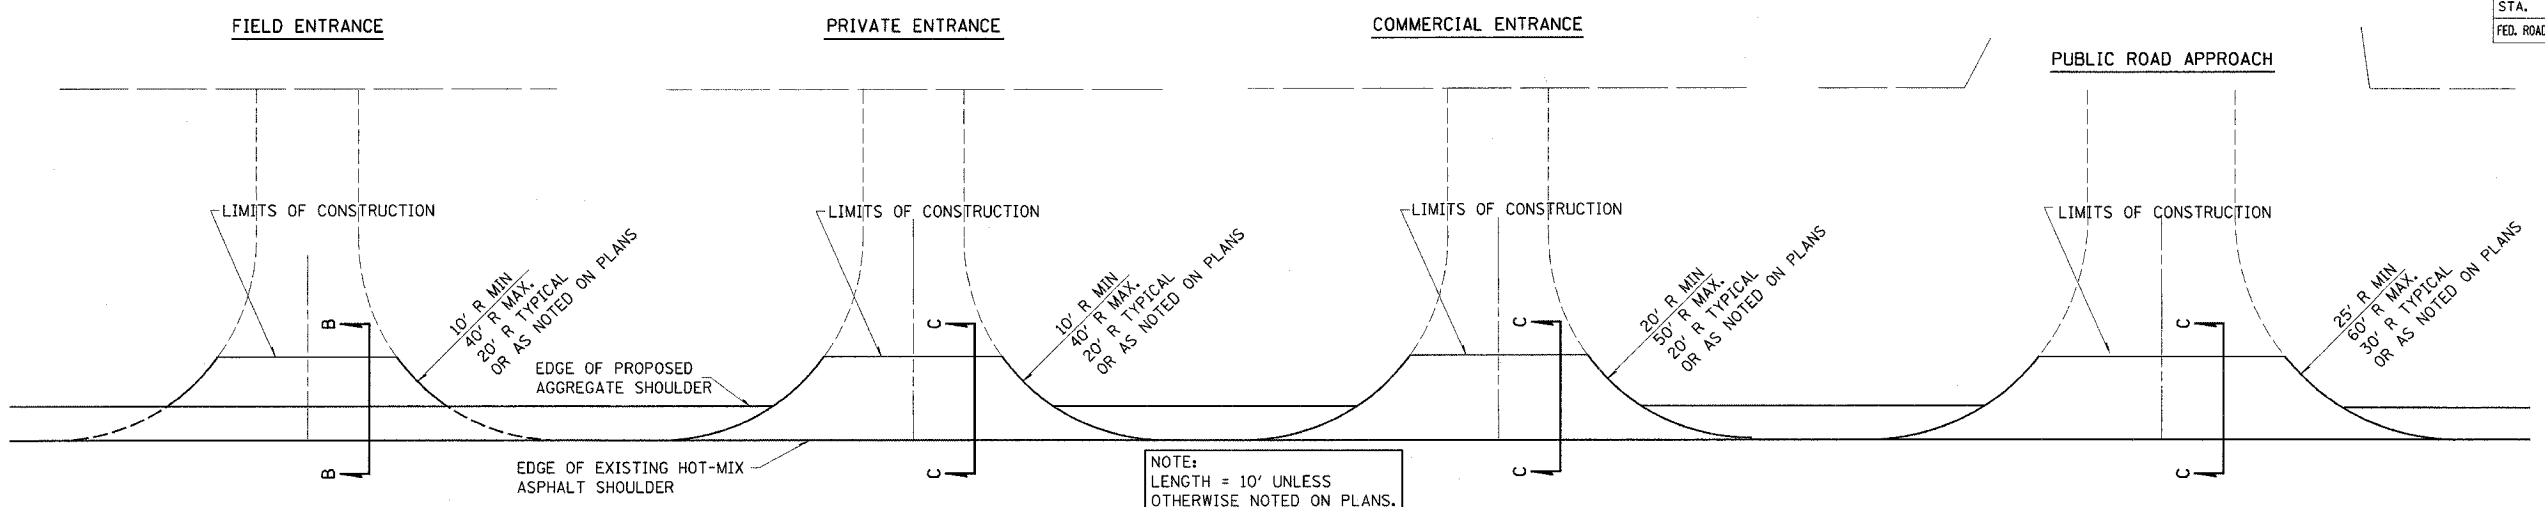 FIELD ENTRANCE
PRIVATE ENTRANCE
COMMERCIAL ENTRANCE
PUBLIC ROAD APPROACH
STA.
FED. ROAD
LIMITS OF CONSTRUCTION
LIMITS OF CONSTRUCTION
LIMITS OF CONSTRUCTION
LIMITS OF CONSTRUCTION
10' R MIN
40' R MAX.
20' R TYPICAL
OR AS NOTED ON PLANS
10' R MIN
40' R MAX.
20' R TYPICAL
OR AS NOTED ON PLANS
20' R MIN
50' R MAX.
20' R TYPICAL
OR AS NOTED ON PLANS
25' R MIN
60' R MAX.
30' R TYPICAL
OR AS NOTED ON PLANS
B
C
C
C
EDGE OF PROPOSED
AGGREGATE SHOULDER
B
C
C
C
EDGE OF EXISTING HOT-MIX
ASPHALT SHOULDER
NOTE:
LENGTH = 10' UNLESS
OTHERWISE NOTED ON PLANS.